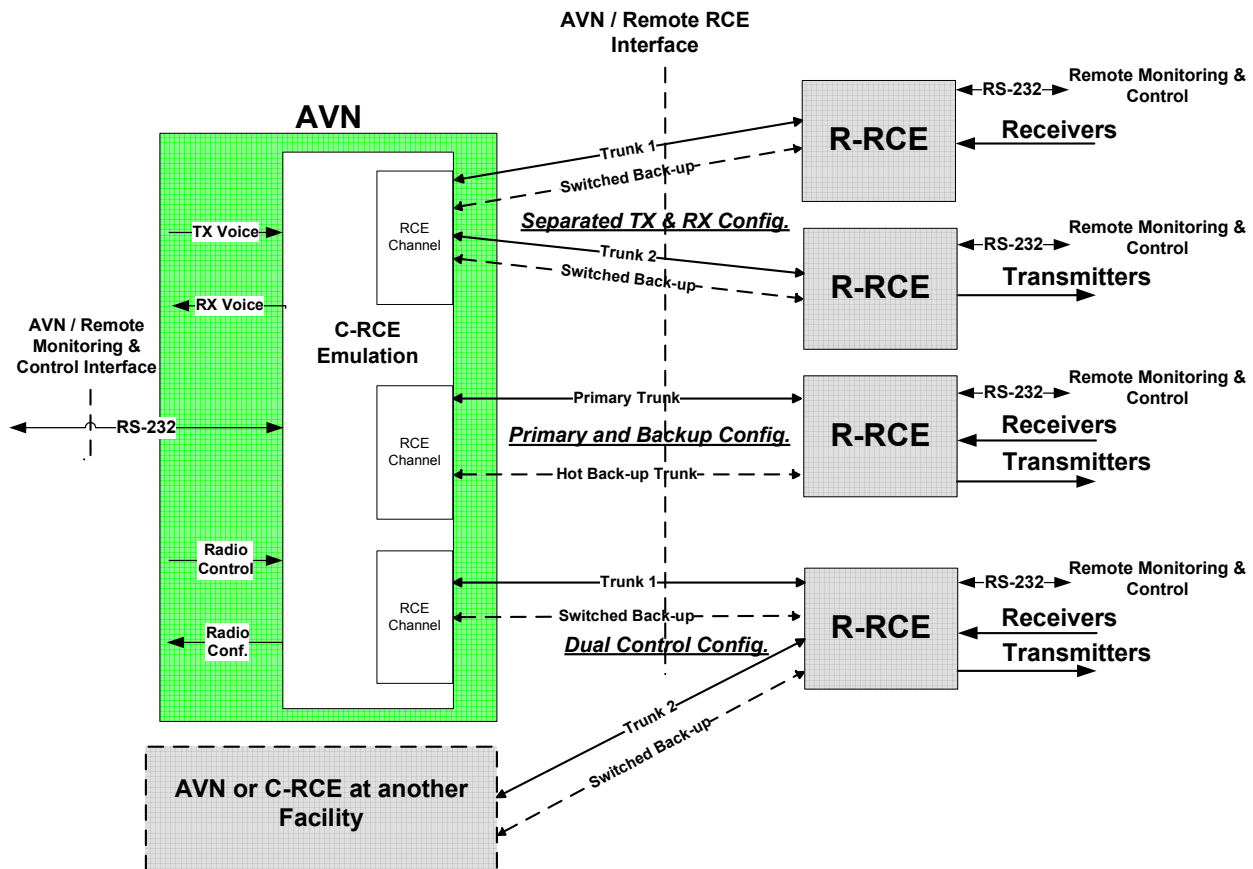 AVN / Remote RCE
Interface
AVN
TX Voice
RX Voice
AVN / Remote
Monitoring &
Control Interface
RS-232
Radio
Control
Radio
Conf.
C-RCE
Emulation
RCE
Channel
RCE
Channel
RCE
Channel
Trunk 1
Switched Back-up
Separated TX & RX Config.
Trunk 2
Switched Back-up
Primary Trunk
Primary and Backup Config.
Hot Back-up Trunk
Trunk 1
Switched Back-up
Dual Control Config.
Trunk 2
Switched Back-up
R-RCE
RS-232
Remote Monitoring &
Control
Receivers
R-RCE
RS-232
Remote Monitoring &
Control
Transmitters
R-RCE
RS-232
Remote Monitoring &
Control
Receivers
Transmitters
R-RCE
RS-232
Remote Monitoring &
Control
Receivers
Transmitters
AVN or C-RCE at another
Facility